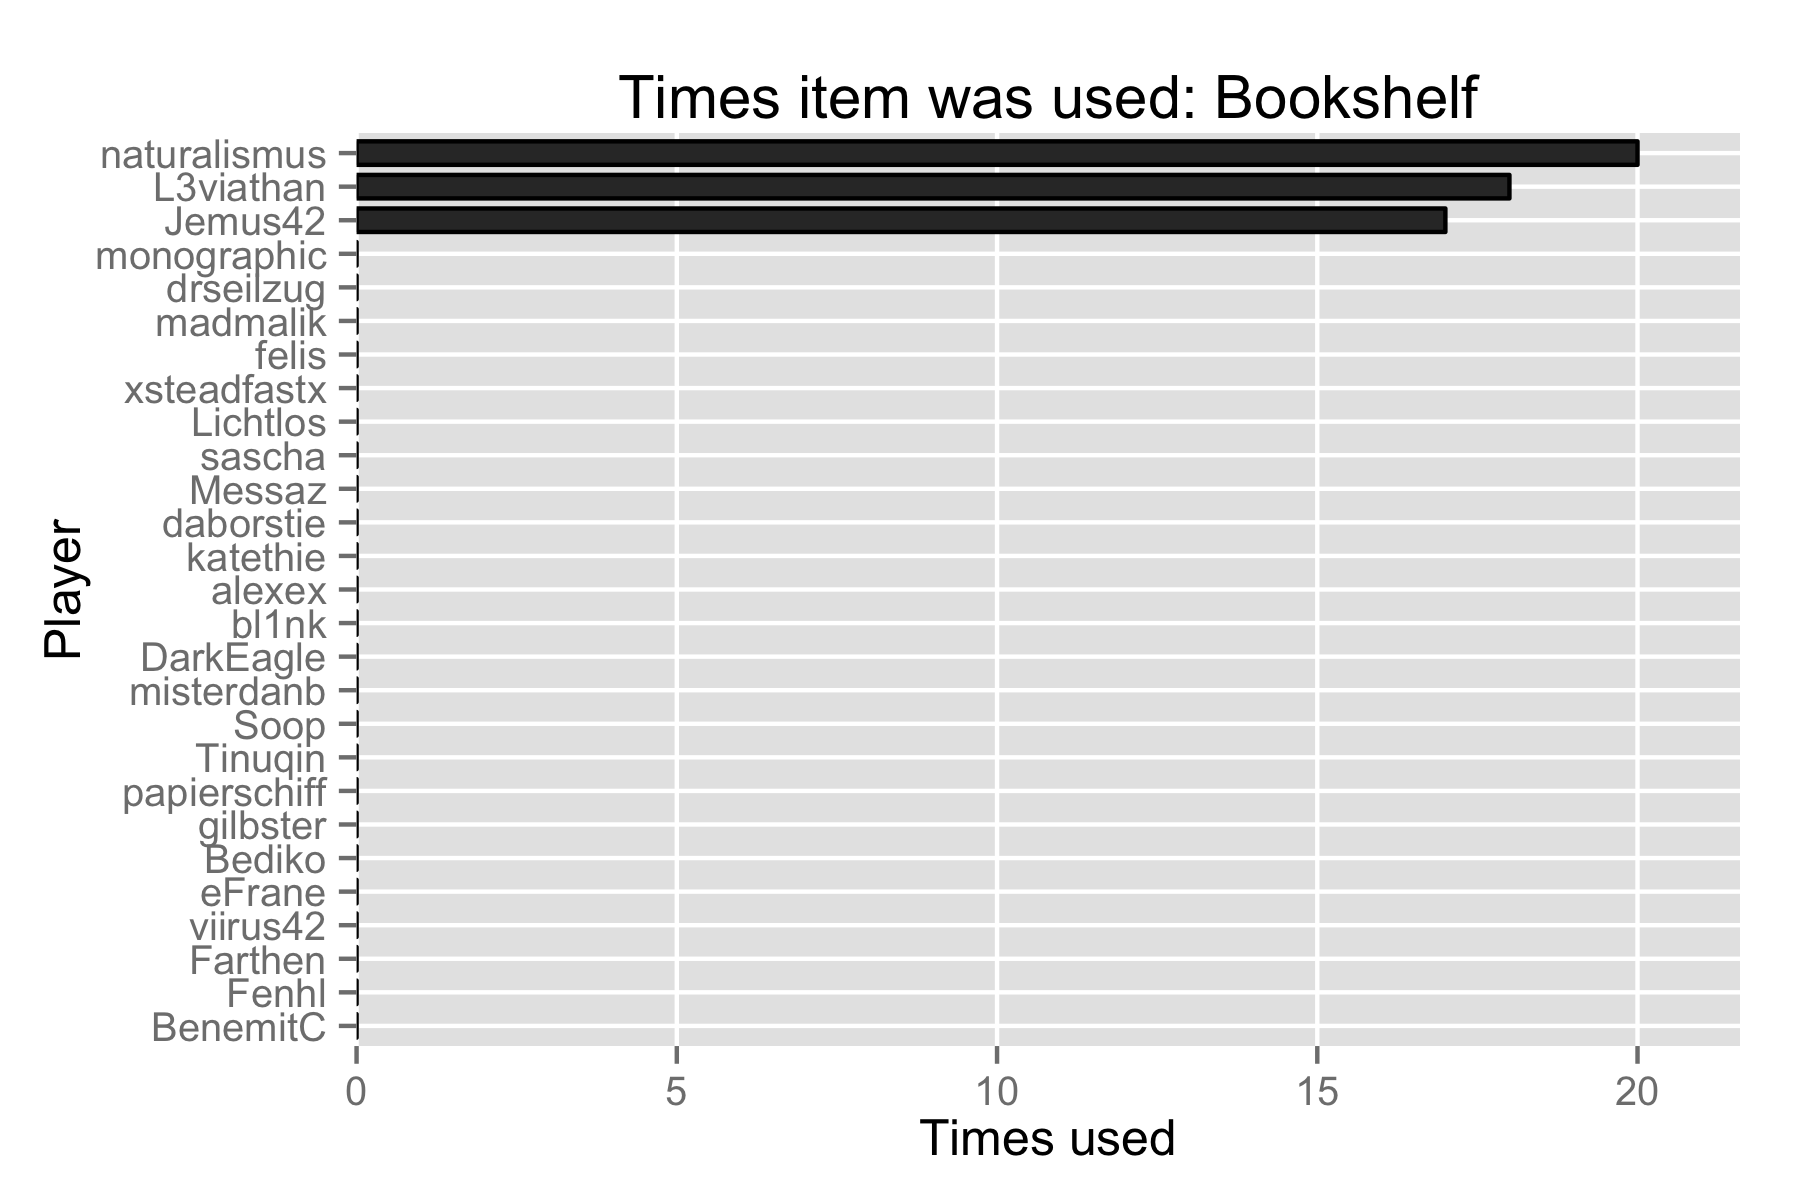 Times item was used: Bookshelf
naturalismus
L3viathan
Jemus42
monographic
drseilzug
madmalik
felis
xsteadfastx
Lichtlos
sascha
Messaz
daborstie
katethie
alexex
bl1nk
DarkEagle
misterdanb
Soop
Tinuqin
papierschiff
gilbster
Bediko
eFrane
viirus42
Farthen
Fenhl
BenemitC
Player
0 5 10 15 20
Times used